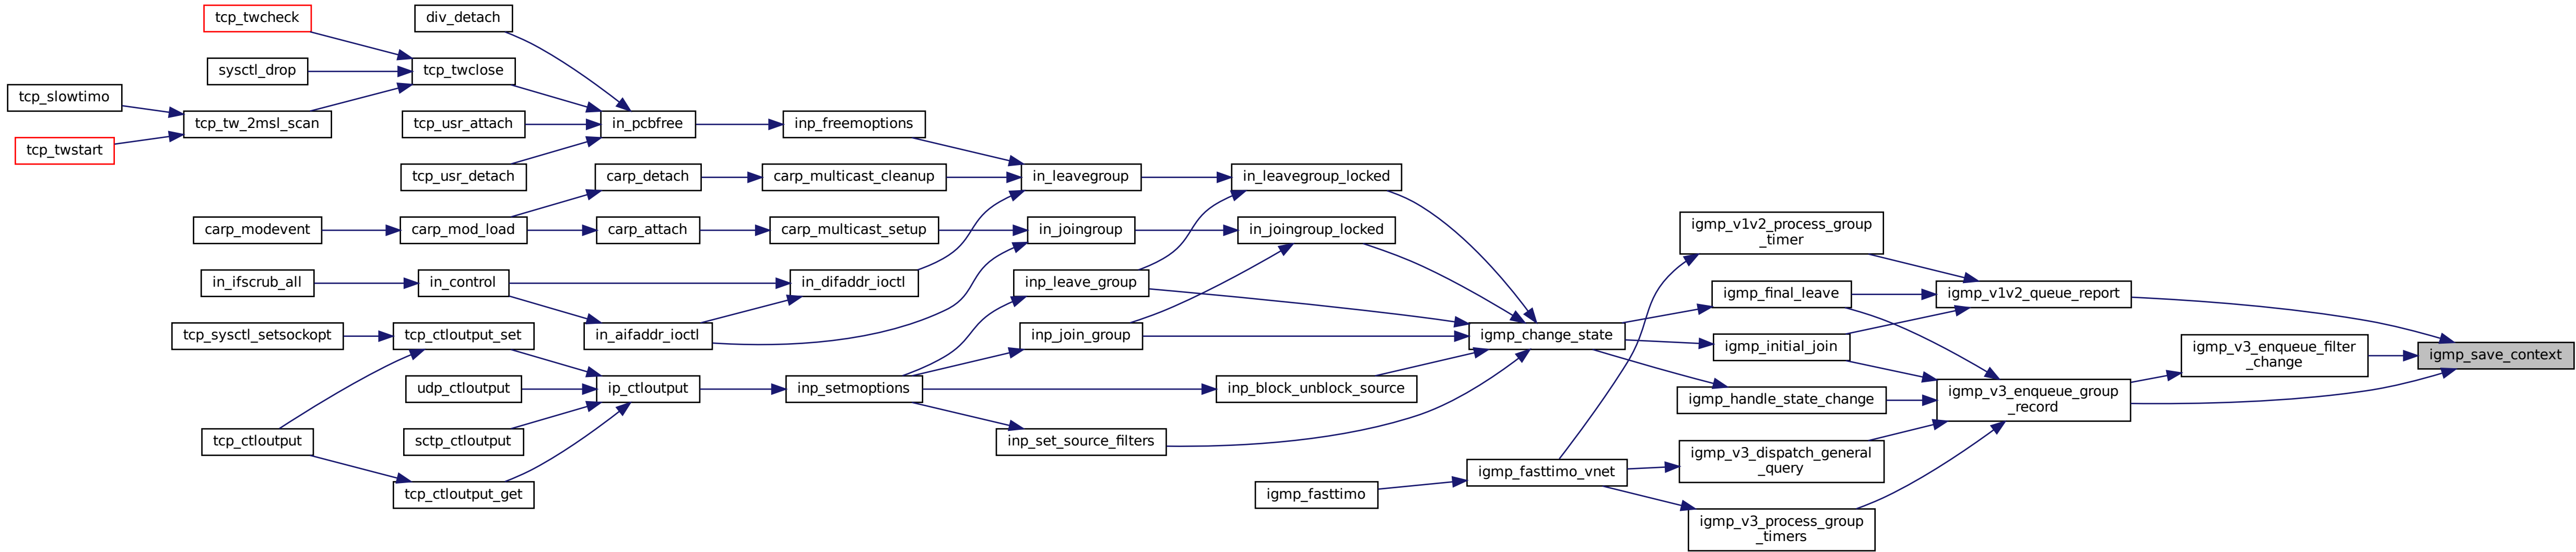 tcp_twcheck
div_detach
sysctl_drop
tcp_twclose
tcp_slowtimo
tcp_tw_2msl_scan
tcp_usr_attach
in_pcbfree
inp_freemoptions
tcp_twstart
tcp_usr_detach
carp_detach
carp_multicast_cleanup
in_leavegroup
in_leavegroup_locked
carp_modevent
carp_mod_load
carp_attach
carp_multicast_setup
in_joingroup
in_joingroup_locked
igmp_v1v2_process_group
_timer
in_ifscrub_all
in_control
in_difaddr_ioctl
inp_leave_group
igmp_final_leave
igmp_v1v2_queue_report
tcp_sysctl_setsockopt
tcp_ctloutput_set
in_aifaddr_ioctl
inp_join_group
igmp_change_state
igmp_initial_join
igmp_v3_enqueue_filter
_change
igmp_save_context
udp_ctloutput
ip_ctloutput
inp_setmoptions
inp_block_unblock_source
igmp_handle_state_change
igmp_v3_enqueue_group
_record
tcp_ctloutput
sctp_ctloutput
inp_set_source_filters
igmp_v3_dispatch_general
_query
igmp_fasttimo_vnet
tcp_ctloutput_get
igmp_fasttimo
igmp_v3_process_group
_timers